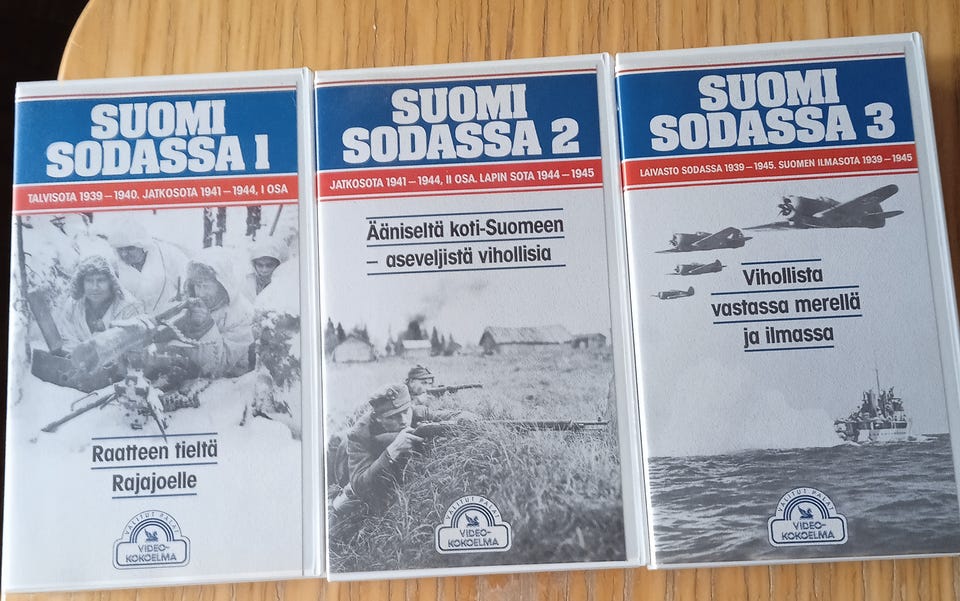 SUOMI
SODASSA 1
TALVISOTA 1939–1940. JATKOSOTA 1941–1944, I OSA
Raatteen tieltä
Rajajoelle
VALITUT PALAT
VIDEO-
KOKOELMA
SUOMI
SODASSA 2
JATKOSOTA 1941–1944, II OSA. LAPIN SOTA 1944–1945
Ääniseltä koti-Suomeen
– aseveljistä vihollisia
VALITUT PALAT
VIDEO-
KOKOELMA
SUOMI
SODASSA 3
LAIVASTO SODASSA 1939–1945. SUOMEN ILMASOTA 1939–1945
Vihollista
vastassa merellä
ja ilmassa
VALITUT PALAT
VIDEO-
KOKOELMA